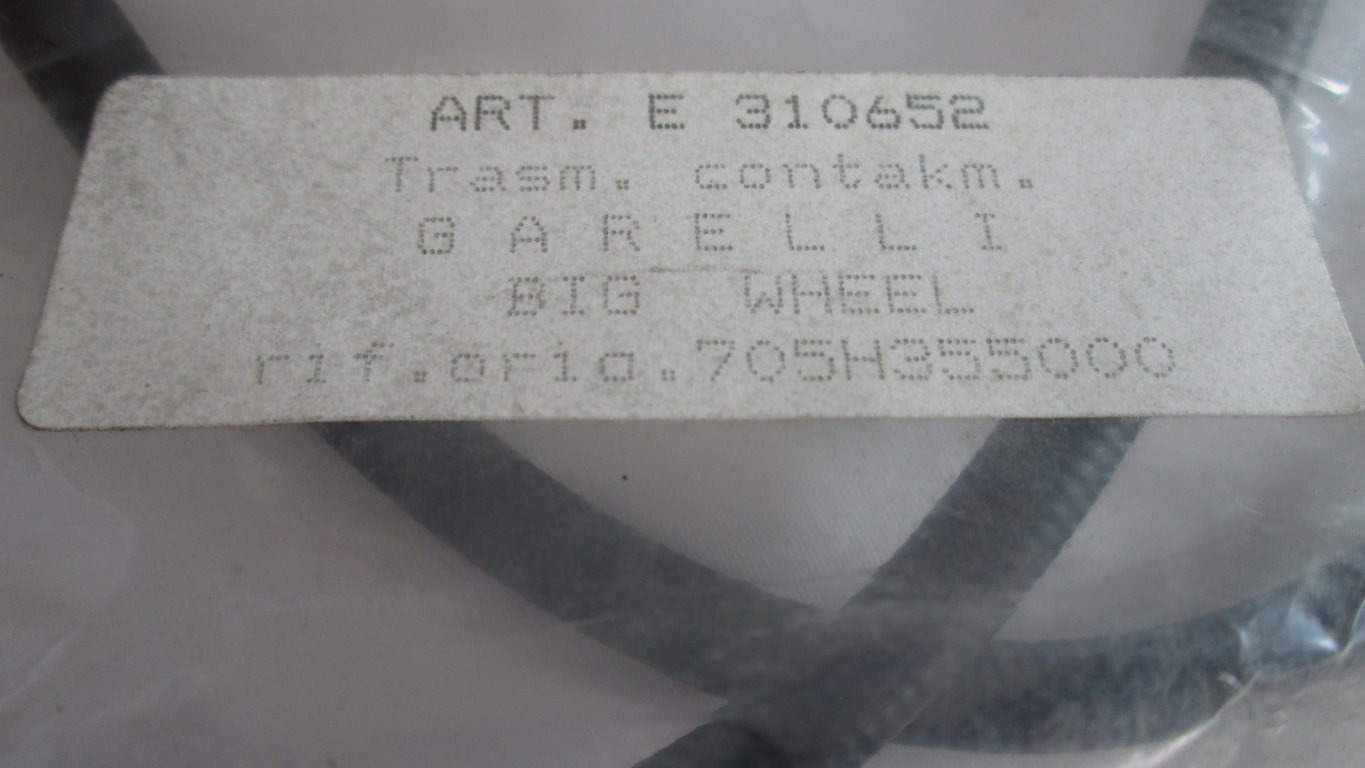 ART. E 310652
Trasm. contakm.
G A R E L L I
BIG WHEEL
rif.orig.705H355000